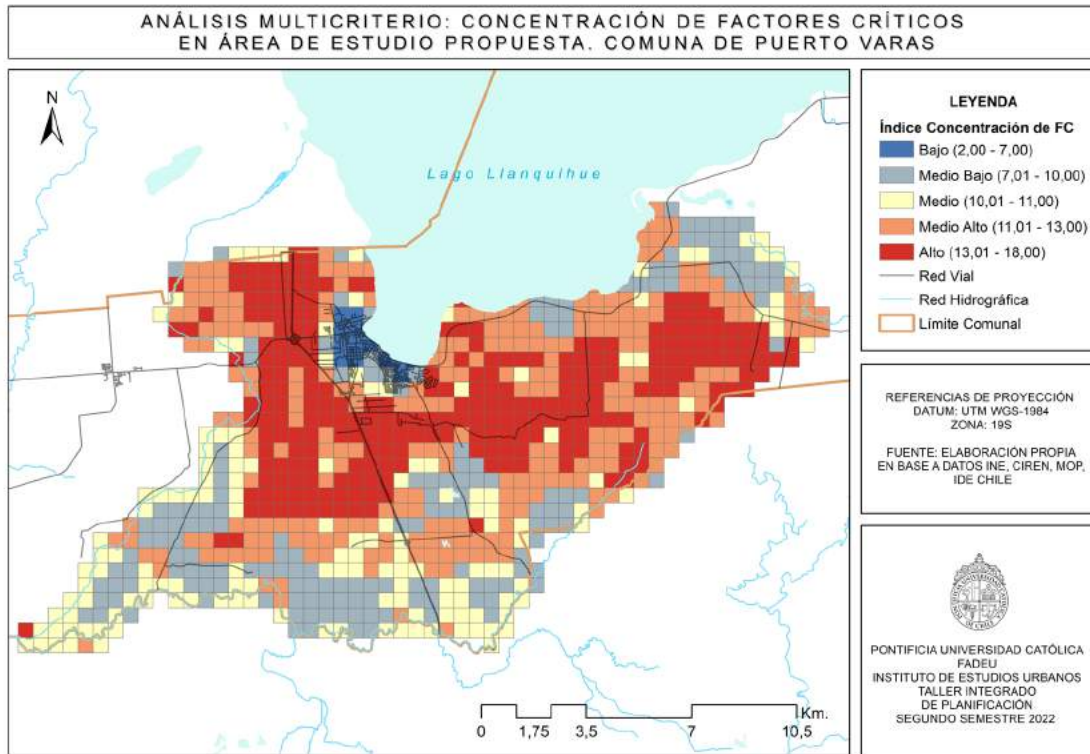 ANÁLISIS MULTICRITERIO: CONCENTRACIÓN DE FACTORES CRÍTICOS
EN ÁREA DE ESTUDIO PROPUESTA. COMUNA DE PUERTO VARAS
N
Lago Llanquihue
Km.
0 1,75 3,5 7 10,5
LEYENDA
Índice Concentración de FC
Bajo (2,00 - 7,00)
Medio Bajo (7,01 - 10,00)
Medio (10,01 - 11,00)
Medio Alto (11,01 - 13,00)
Alto (13,01 - 18,00)
Red Vial
Red Hidrográfica
Límite Comunal
REFERENCIAS DE PROYECCIÓN
DATUM: UTM WGS-1984
ZONA: 19S
FUENTE: ELABORACIÓN PROPIA
EN BASE A DATOS INE, CIREN, MOP,
IDE CHILE
PONTIFICIA UNIVERSIDAD CATÓLICA
FADEU
INSTITUTO DE ESTUDIOS URBANOS
TALLER INTEGRADO
DE PLANIFICACIÓN
SEGUNDO SEMESTRE 2022